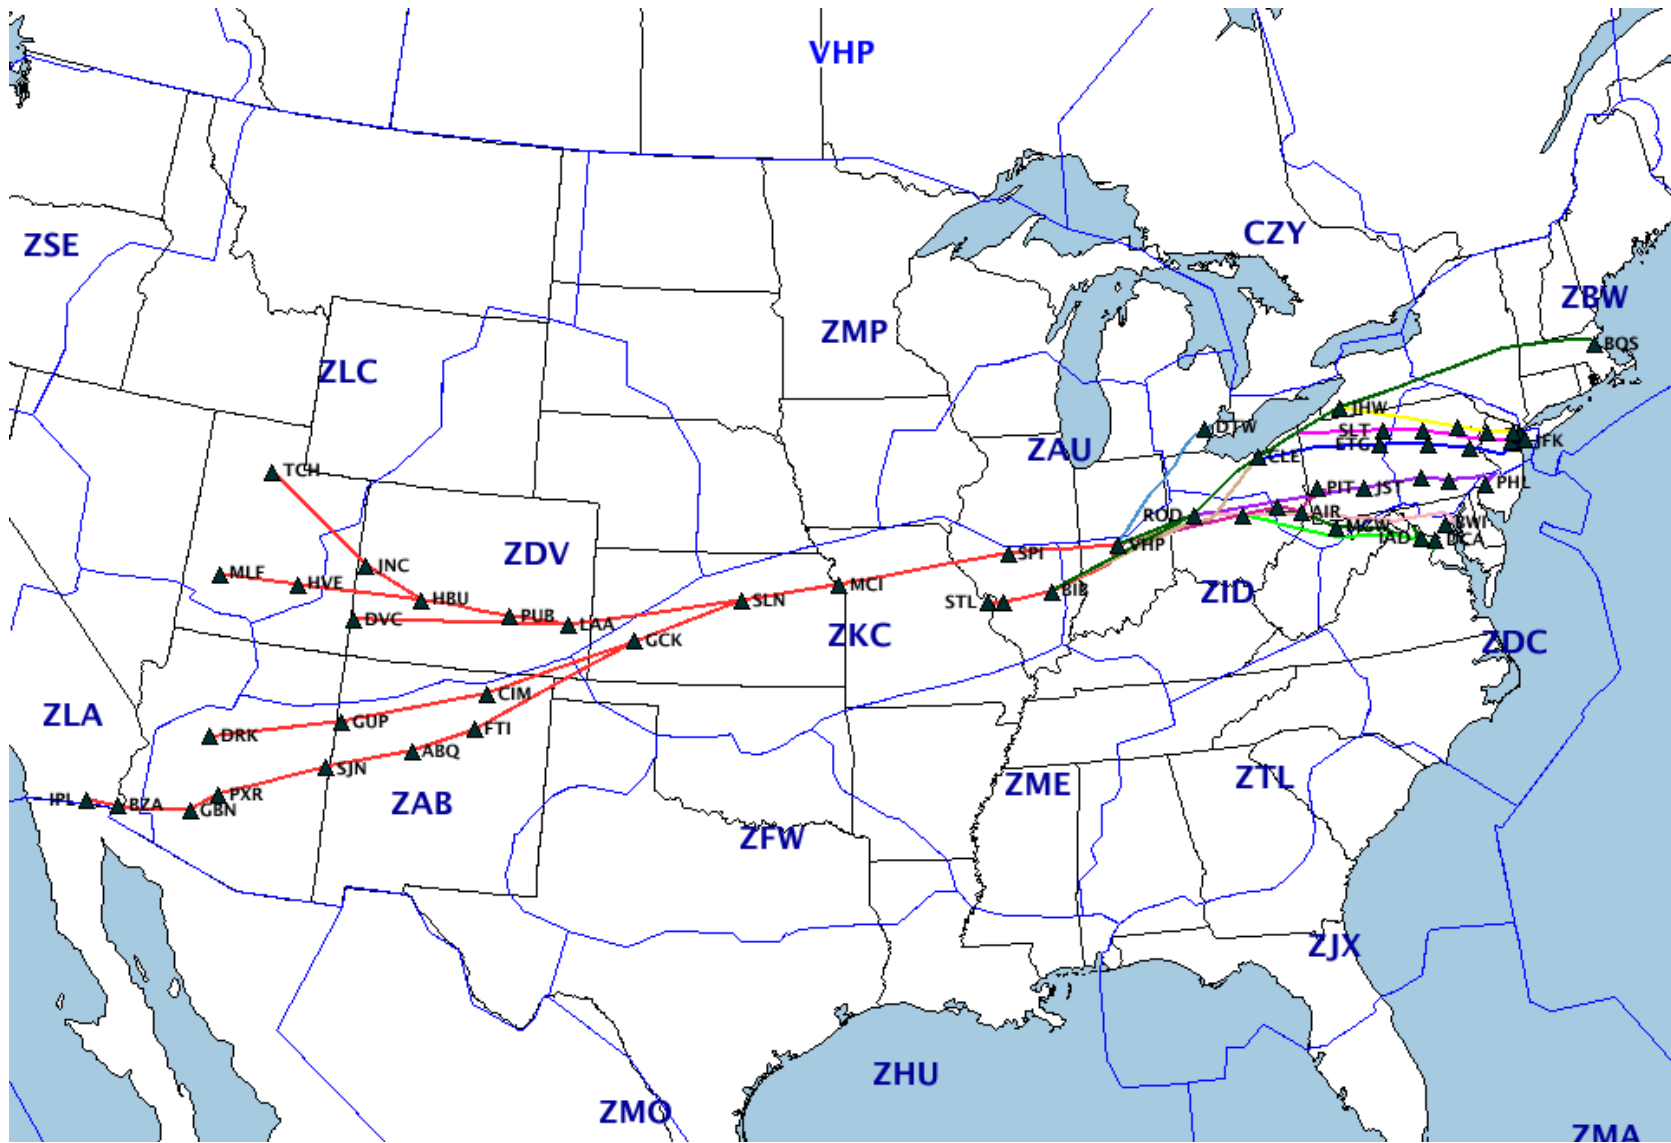 VHP
CZY
ZSE
ZBW
ZMP
BOS
ZLC
JHW
DTW
SLT
JFK
ETG
ZAU
CLE
TCH
PIT
JST
PHL
ROD
AIR
MGW
BWI
IAD
DCA
VHP
ZDV
SPI
JNC
MLF
HVE
MCI
HBU
SLN
STL
BIB
ZID
DVC
PUB
LAA
ZKC
GCK
ZDC
CIM
ZLA
DRK
GUP
FTI
ABQ
SJN
ZME
ZTL
PXR
IPL
BZA
GBN
ZAB
ZFW
ZJX
ZHU
ZMO
ZMA